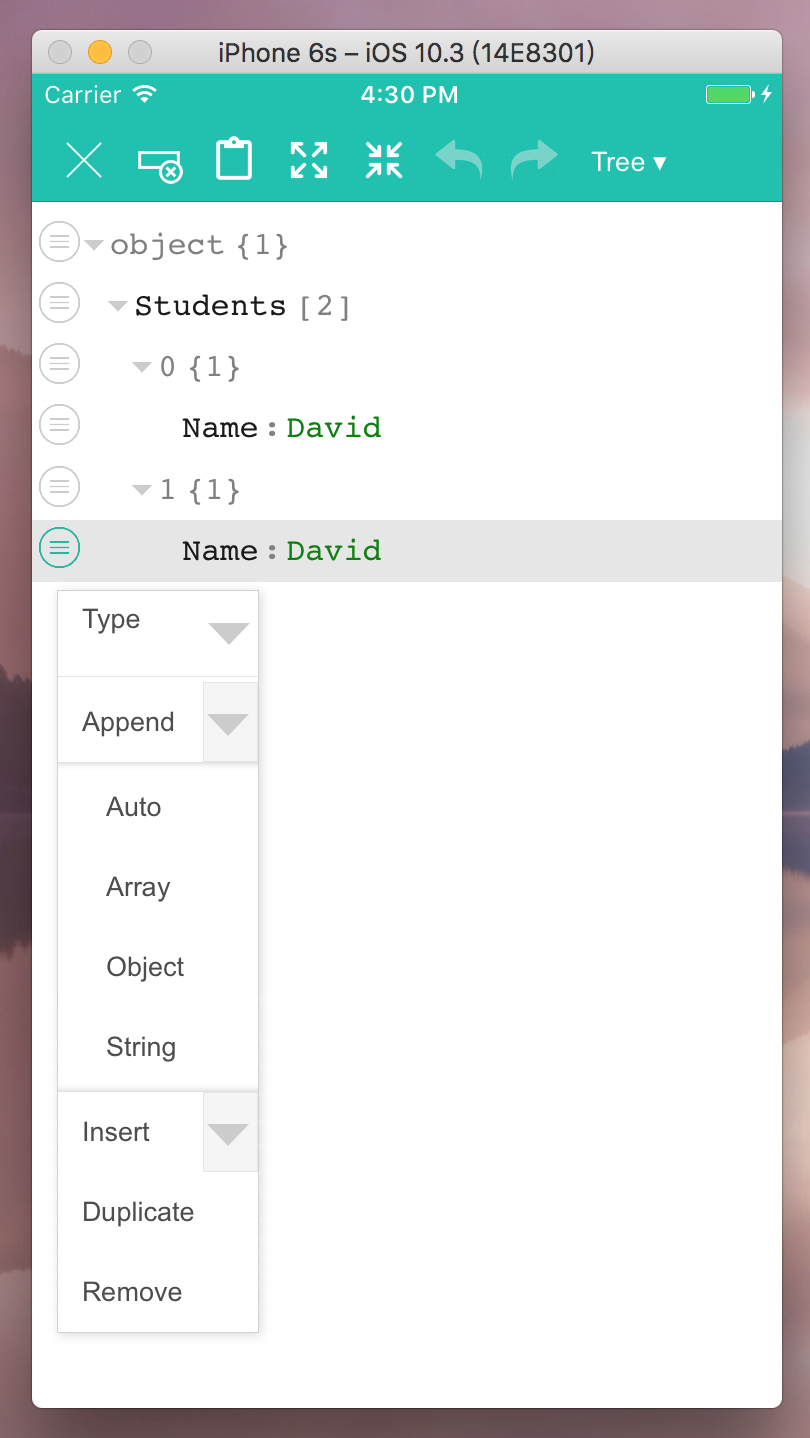 iPhone 6s – iOS 10.3 (14E8301)
Carrier 4:30 PM
Tree ▾
object {1}
Students [2]
0 {1}
Name : David
1 {1}
Name : David
Type
Append
Auto
Array
Object
String
Insert
Duplicate
Remove